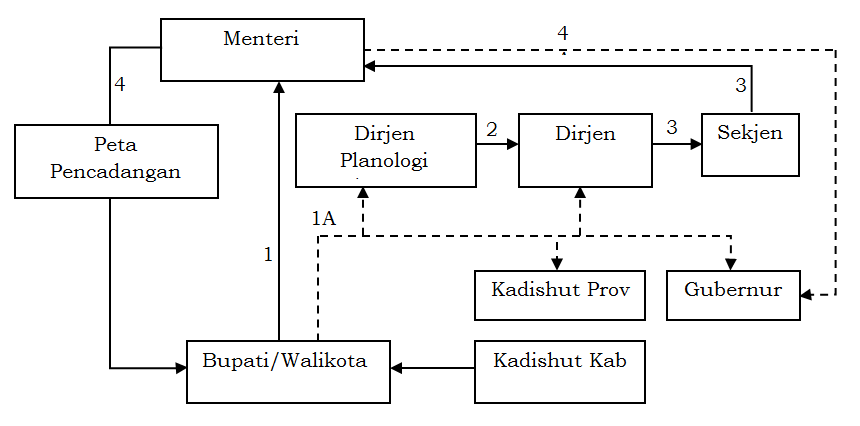 Menteri
4
4
3
Peta
Pencadangan
Dirjen
Planologi
2
Dirjen
3
Sekjen
1A
1
Kadishut Prov
Gubernur
Bupati/Walikota
Kadishut Kab